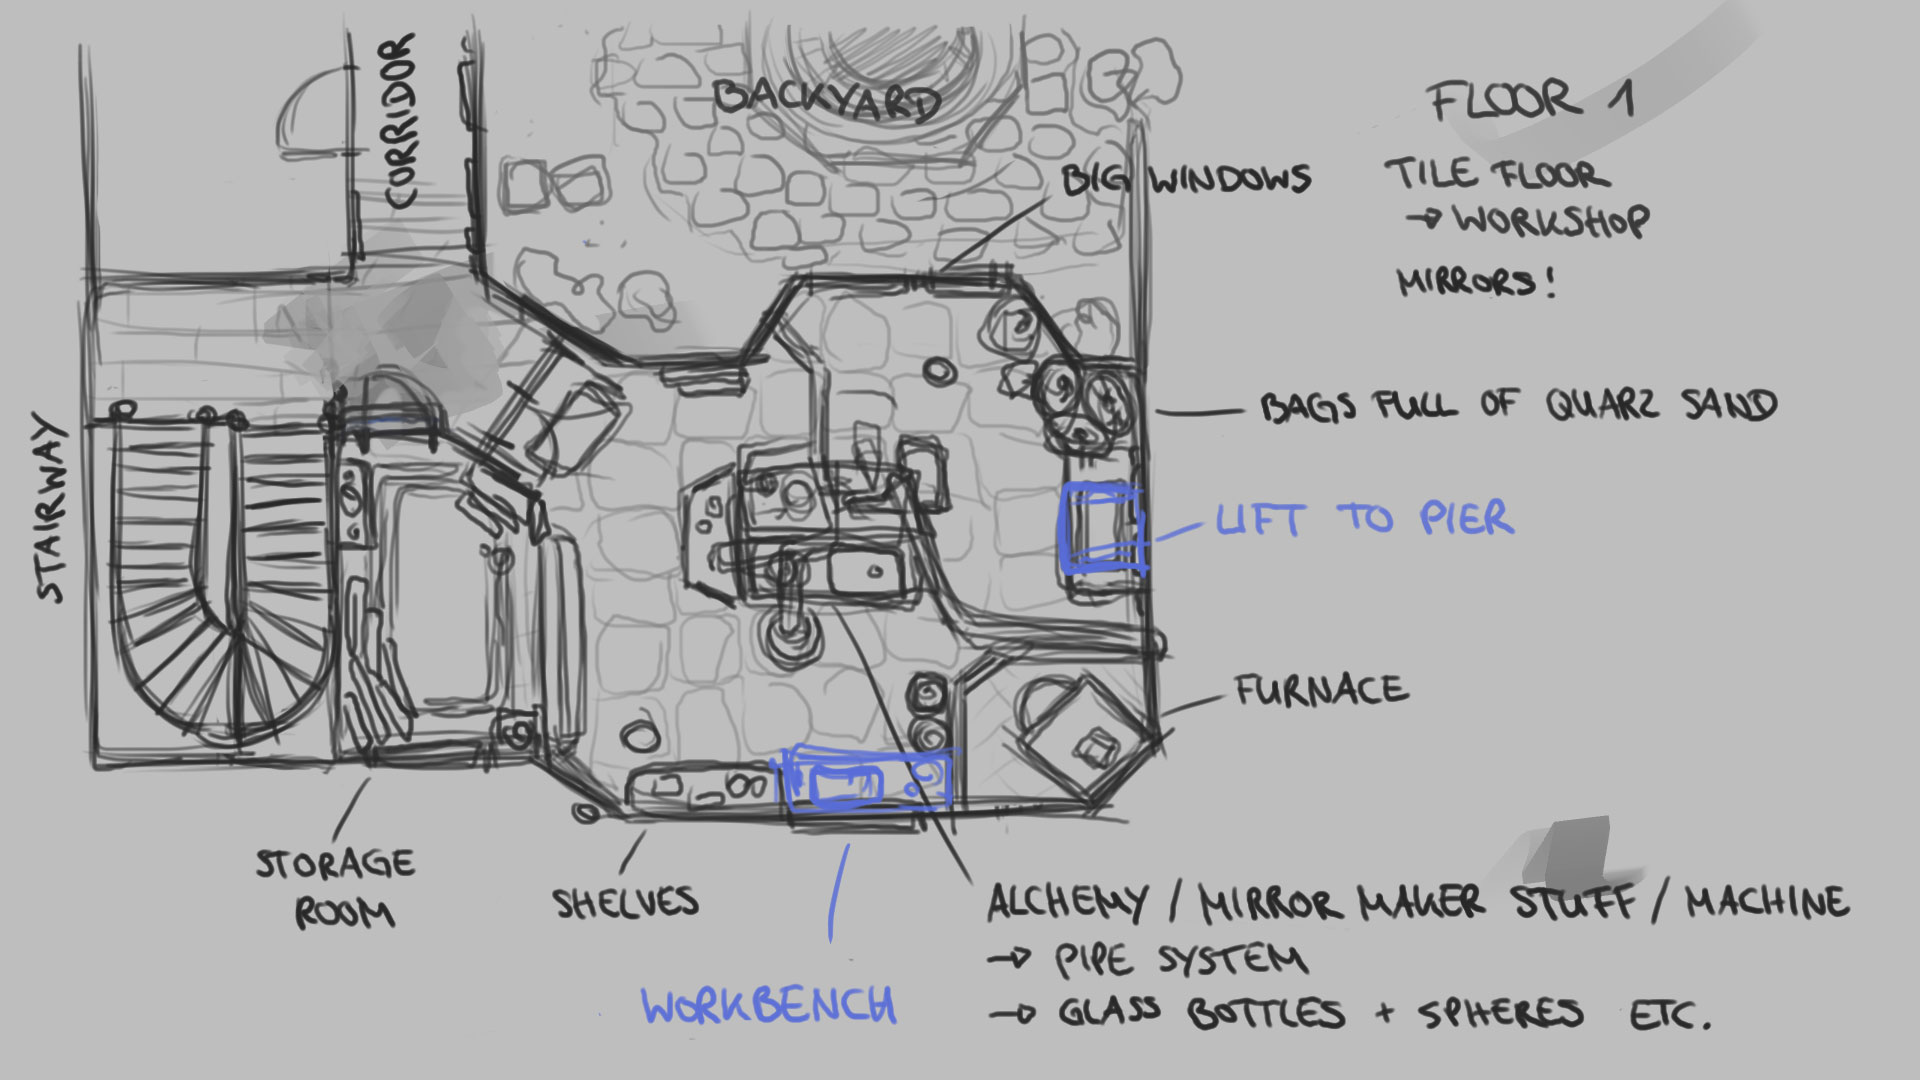 CORRIDOR
BACKYARD
FLOOR 1
BIG WINDOWS
TILE FLOOR
→ WORKSHOP
MIRRORS!
BAGS FULL OF QUARZ SAND
STAIRWAY
LIFT TO PIER
FURNACE
STORAGE
ROOM
SHELVES
WORKBENCH
ALCHEMY / MIRROR MAKER STUFF / MACHINE
→ PIPE SYSTEM
→ GLASS BOTTLES + SPHERES ETC.